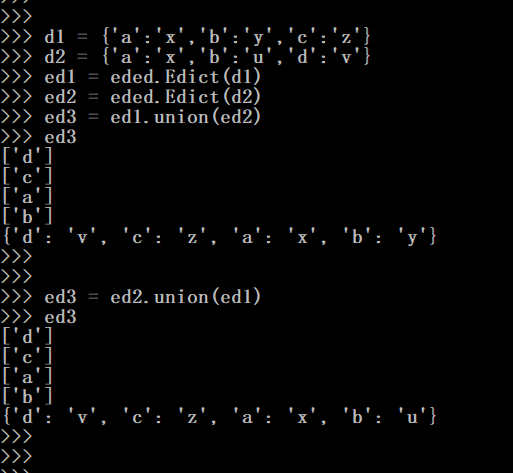 >>>
>>>
>>> d1 = {'a':'x','b':'y','c':'z'}
>>> d2 = {'a':'x','b':'u','d':'v'}
>>> ed1 = eded.Edict(d1)
>>> ed2 = eded.Edict(d2)
>>> ed3 = ed1.union(ed2)
>>> ed3
['d']
['c']
['a']
['b']
{'d': 'v', 'c': 'z', 'a': 'x', 'b': 'y'}
>>>
>>>
>>> ed3 = ed2.union(ed1)
>>> ed3
['d']
['c']
['a']
['b']
{'d': 'v', 'c': 'z', 'a': 'x', 'b': 'u'}
>>>
>>>
>>>